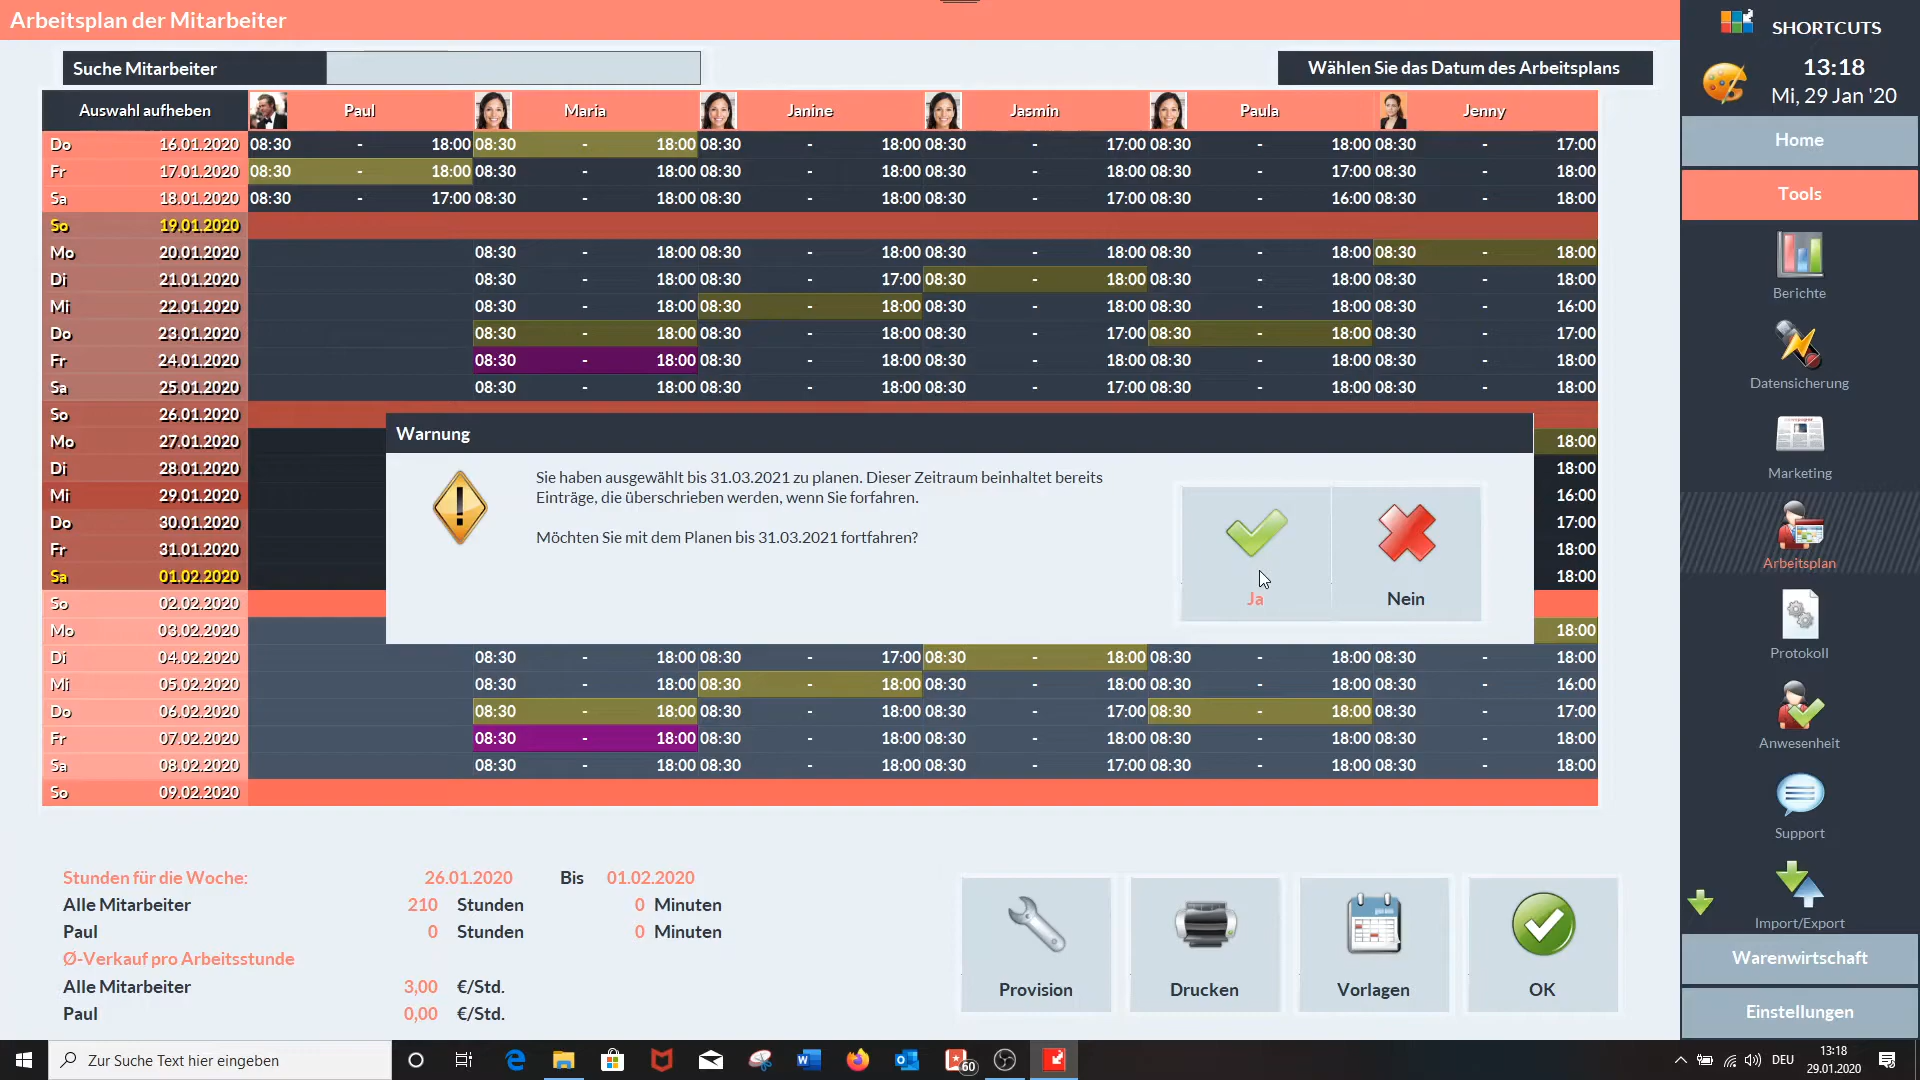 Arbeitsplan der Mitarbeiter
Suche Mitarbeiter
Wählen Sie das Datum des Arbeitsplans
Auswahl aufheben Paul Maria Janine Jasmin Paula Jenny
Do 16.01.2020 08:30 - 18:00 08:30 - 18:00 08:30 - 18:00 08:30 - 17:00 08:30 - 18:00 08:30 - 17:00
Fr 17.01.2020 08:30 - 18:00 08:30 - 18:00 08:30 - 18:00 08:30 - 18:00 08:30 - 17:00 08:30 - 18:00
Sa 18.01.2020 08:30 - 17:00 08:30 - 18:00 08:30 - 18:00 08:30 - 17:00 08:30 - 16:00 08:30 - 18:00
So 19.01.2020
Mo 20.01.2020 08:30 - 18:00 08:30 - 18:00 08:30 - 18:00 08:30 - 18:00 08:30 - 18:00
Di 21.01.2020 08:30 - 18:00 08:30 - 17:00 08:30 - 18:00 08:30 - 18:00 08:30 - 18:00
Mi 22.01.2020 08:30 - 18:00 08:30 - 18:00 08:30 - 18:00 08:30 - 18:00 08:30 - 16:00
Do 23.01.2020 08:30 - 18:00 08:30 - 18:00 08:30 - 17:00 08:30 - 18:00 08:30 - 17:00
Fr 24.01.2020 08:30 - 18:00 08:30 - 18:00 08:30 - 18:00 08:30 - 18:00 08:30 - 18:00
Sa 25.01.2020 08:30 - 18:00 08:30 - 18:00 08:30 - 17:00 08:30 - 18:00 08:30 - 18:00
So 26.01.2020
Mo 27.01.2020 18:00
Di 28.01.2020 18:00
Mi 29.01.2020 16:00
Do 30.01.2020 17:00
Fr 31.01.2020 18:00
Sa 01.02.2020 18:00
So 02.02.2020
Mo 03.02.2020 18:00
Di 04.02.2020 08:30 - 18:00 08:30 - 17:00 08:30 - 18:00 08:30 - 18:00 08:30 - 18:00
Mi 05.02.2020 08:30 - 18:00 08:30 - 18:00 08:30 - 18:00 08:30 - 18:00 08:30 - 16:00
Do 06.02.2020 08:30 - 18:00 08:30 - 18:00 08:30 - 17:00 08:30 - 18:00 08:30 - 17:00
Fr 07.02.2020 08:30 - 18:00 08:30 - 18:00 08:30 - 18:00 08:30 - 18:00 08:30 - 18:00
Sa 08.02.2020 08:30 - 18:00 08:30 - 18:00 08:30 - 17:00 08:30 - 18:00 08:30 - 18:00
So 09.02.2020
Warnung
Sie haben ausgewählt bis 31.03.2021 zu planen. Dieser Zeitraum beinhaltet bereits
Einträge, die überschrieben werden, wenn Sie forfahren.
Möchten Sie mit dem Planen bis 31.03.2021 fortfahren?
Ja
Nein
Stunden für die Woche: 26.01.2020 Bis 01.02.2020
Alle Mitarbeiter 210 Stunden 0 Minuten
Paul 0 Stunden 0 Minuten
Ø-Verkauf pro Arbeitsstunde
Alle Mitarbeiter 3,00 €/Std.
Paul 0,00 €/Std.
Provision
Drucken
Vorlagen
OK
SHORTCUTS
13:18
Mi, 29 Jan '20
Home
Tools
Berichte
Datensicherung
Marketing
Arbeitsplan
Protokoll
Anwesenheit
Support
Import/Export
Warenwirtschaft
Einstellungen
Zur Suche Text hier eingeben
60
DEU
13:18
29.01.2020